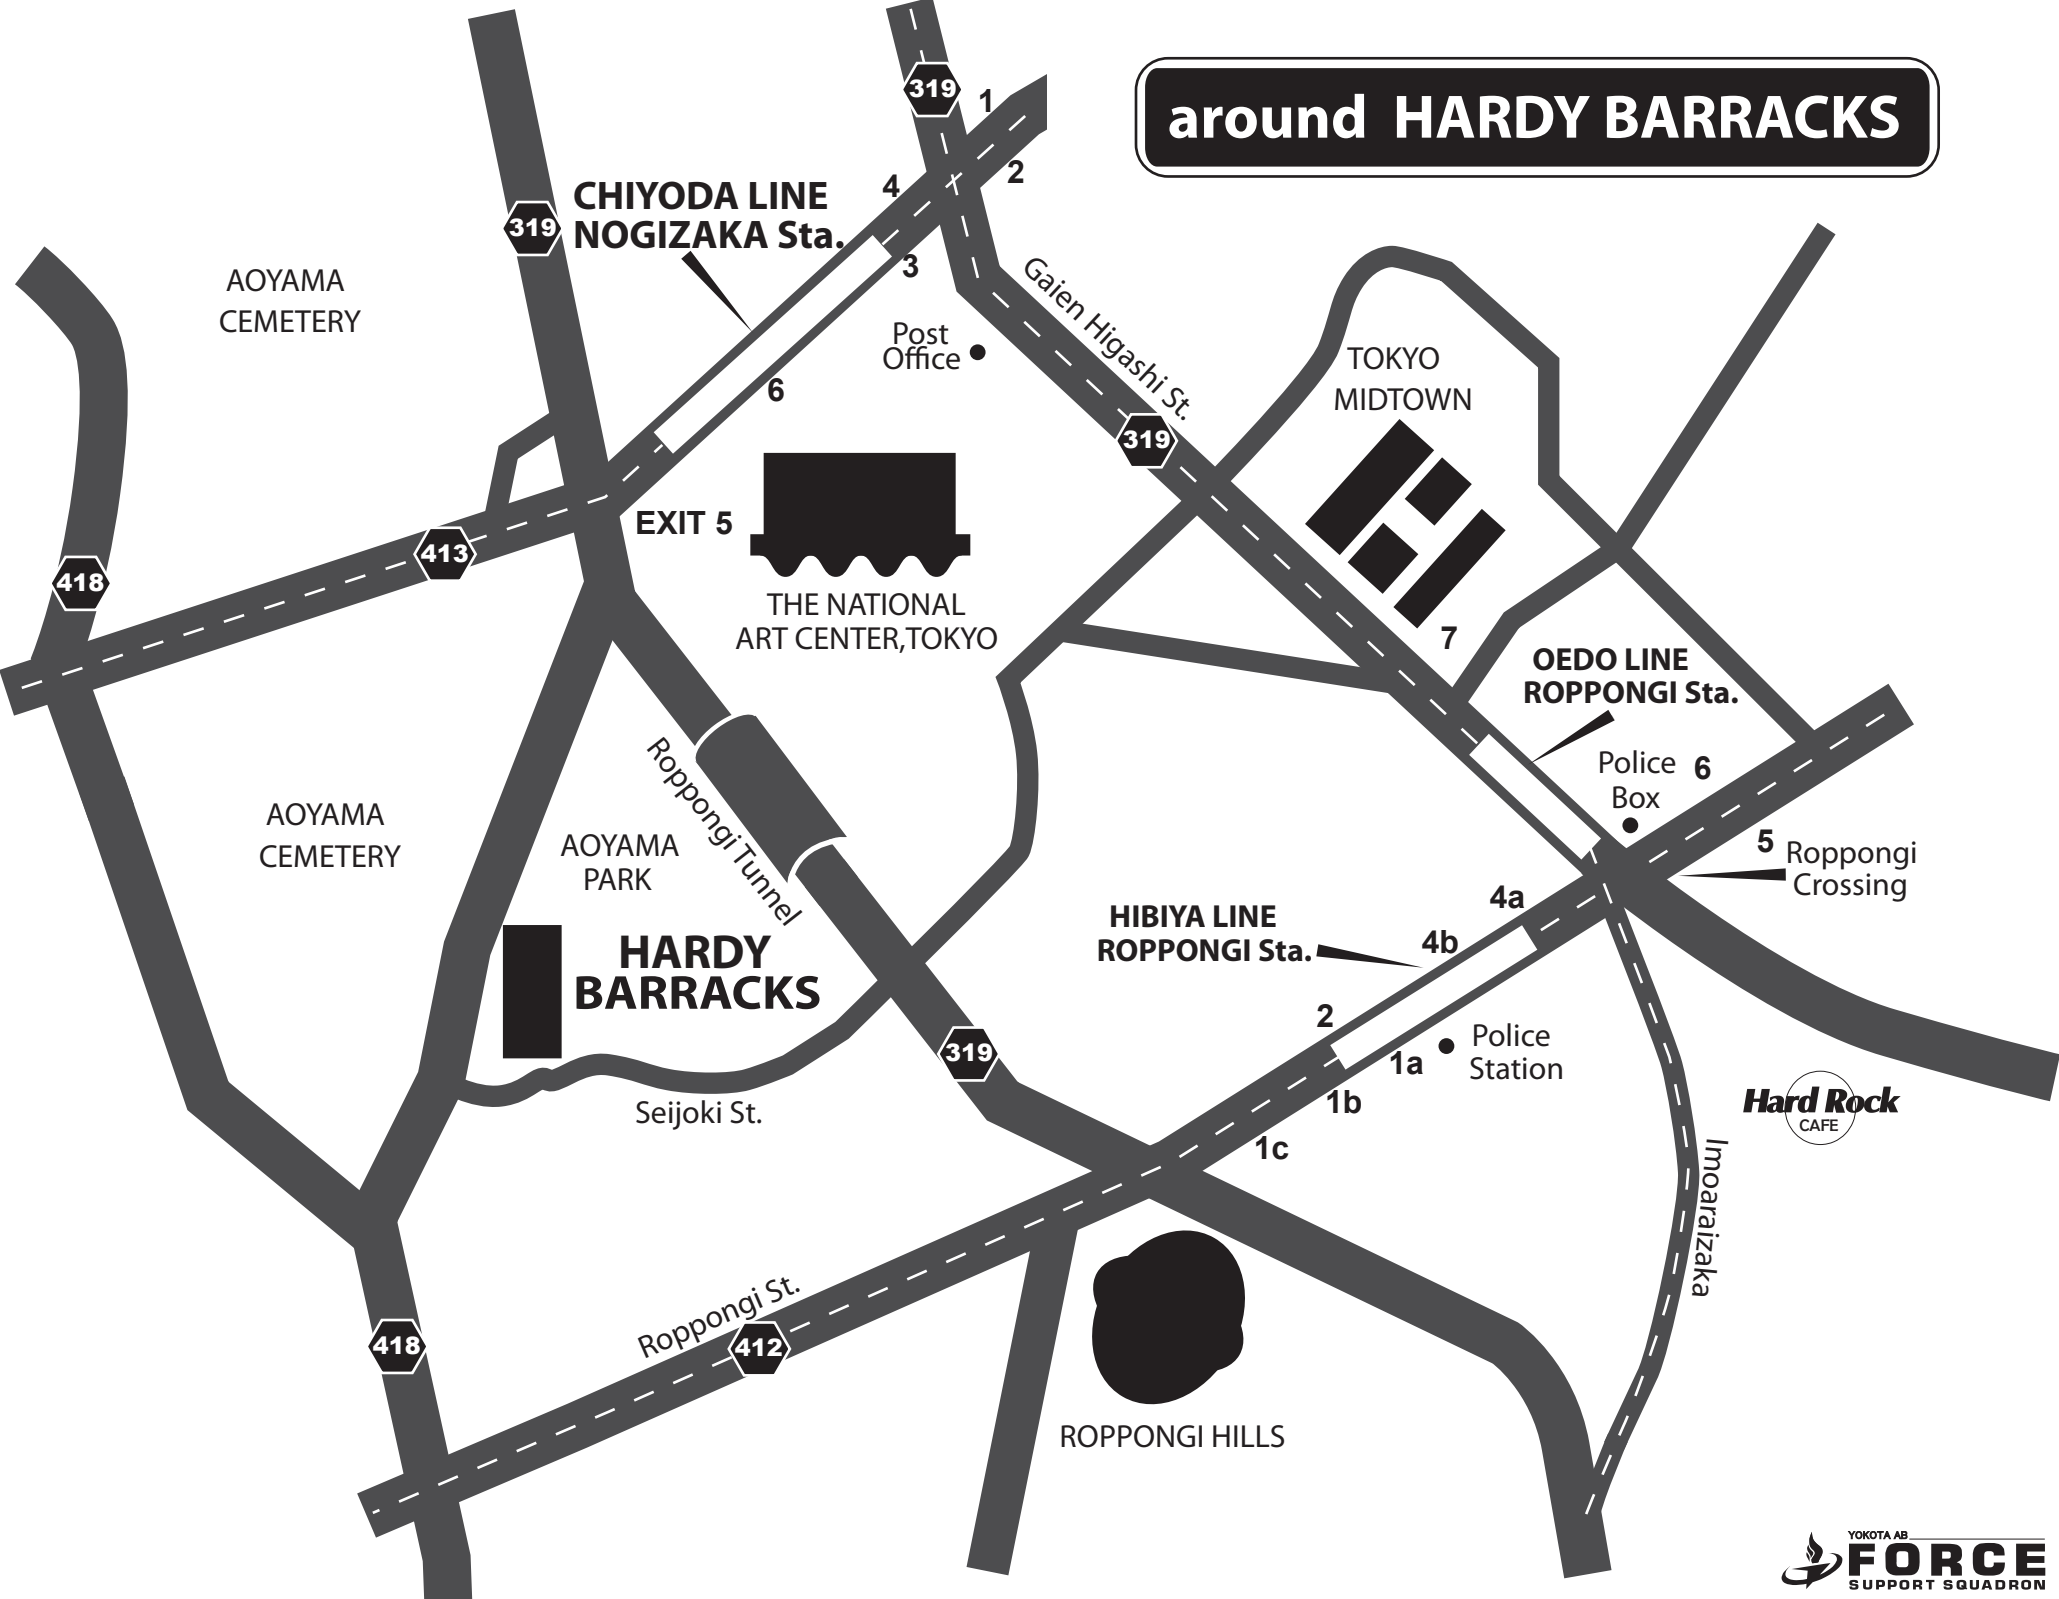 around HARDY BARRACKS
319
1
2
4
3
CHIYODA LINE
NOGIZAKA Sta.
319
AOYAMA
CEMETERY
Gaien Higashi St.
Post
Office
6
TOKYO
MIDTOWN
319
EXIT 5
413
418
THE NATIONAL
ART CENTER,TOKYO
7
OEDO LINE
ROPPONGI Sta.
Police
Box
6
5
Roppongi
Crossing
Roppongi Tunnel
AOYAMA
CEMETERY
AOYAMA
PARK
HARDY
BARRACKS
4a
4b
HIBIYA LINE
ROPPONGI Sta.
2
1a
1b
1c
Police
Station
319
Seijoki St.
Hard Rock
CAFE
Imoaraizaka
Roppongi St.
412
418
ROPPONGI HILLS
YOKOTA AB
FORCE
SUPPORT SQUADRON